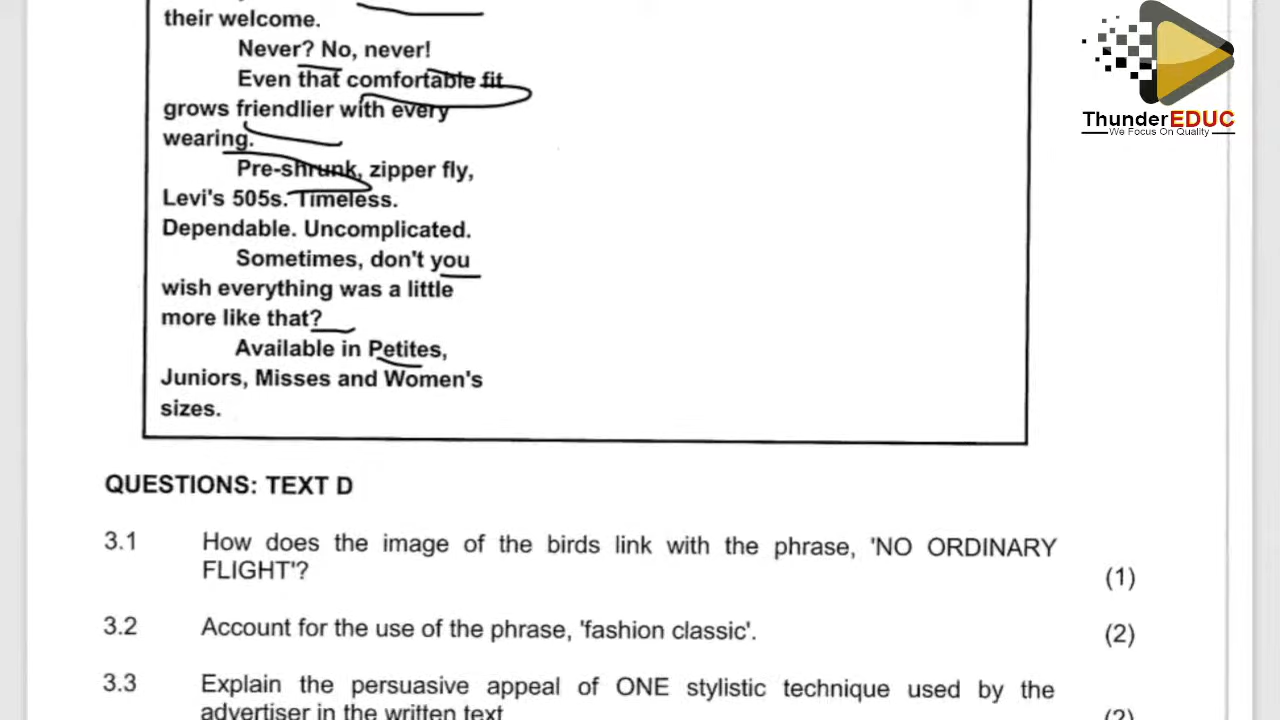 their welcome.
Never? No, never!
Even that comfortable fit
grows friendlier with every
wearing.
Pre-shrunk, zipper fly,
Levi's 505s. Timeless.
Dependable. Uncomplicated.
Sometimes, don't you
wish everything was a little
more like that?
Available in Petites,
Juniors, Misses and Women's
sizes.
ThunderEDUC
We Focus On Quality
QUESTIONS: TEXT D
3.1 How does the image of the birds link with the phrase, 'NO ORDINARY
FLIGHT'? (1)
3.2 Account for the use of the phrase, 'fashion classic'. (2)
3.3 Explain the persuasive appeal of ONE stylistic technique used by the
advertiser in the written text (2)